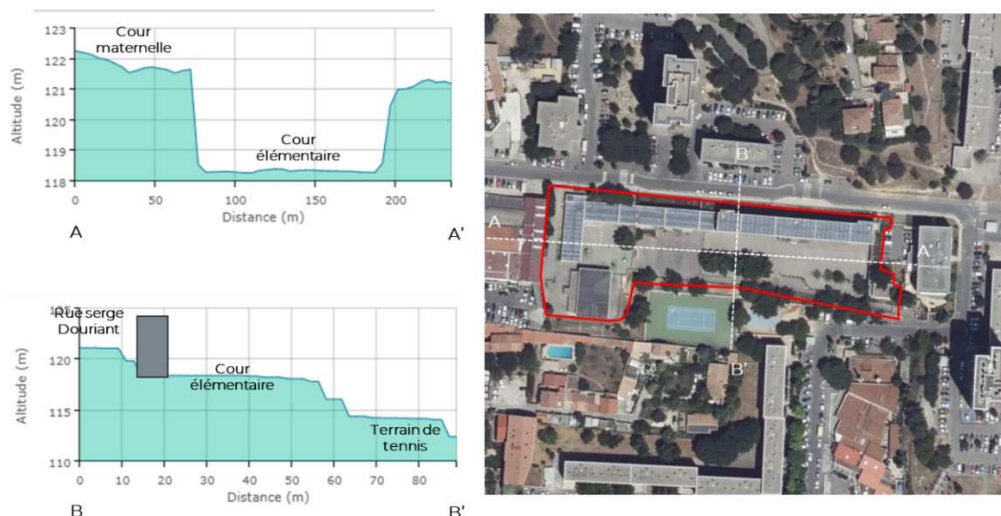 123
122
121
120
119
118
Altitude (m)
Cour
maternelle
Cour
élémentaire
0
50
100
150
200
Distance (m)
A
A'
125
120
115
110
Altitude (m)
Rue serge
Douriant
Cour
élémentaire
Terrain de
tennis
0
10
20
30
40
50
60
70
80
Distance (m)
B
B'
B
A
A'
B'